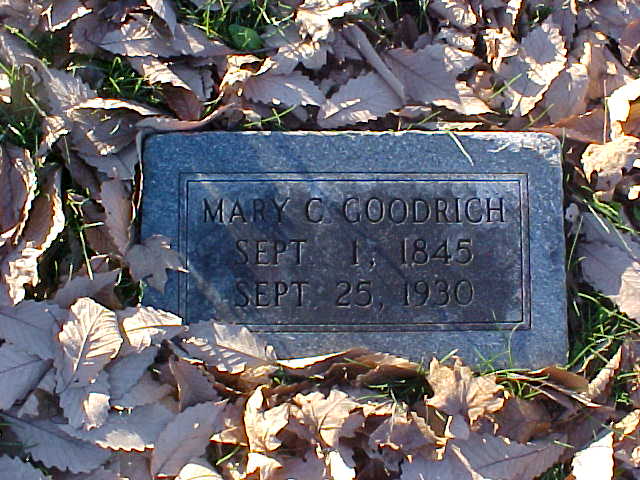 MARY C. GOODRICH
SEPT. 1, 1845
SEPT. 25, 1930